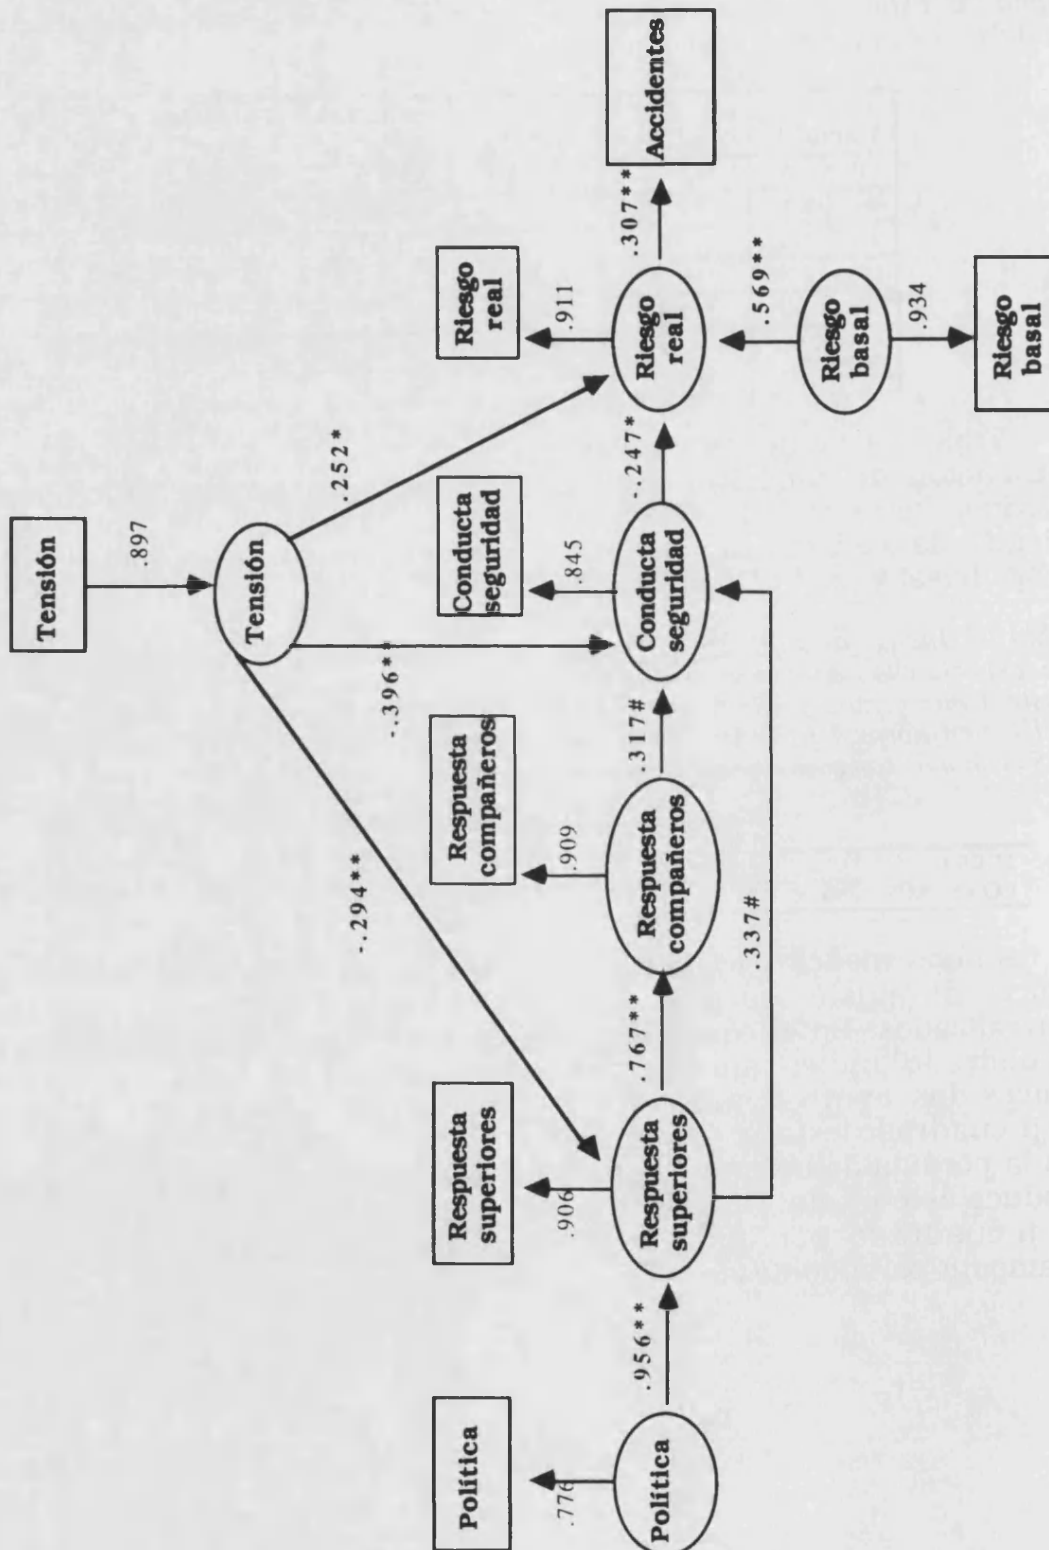 Tensión
.897
Tensión
-.294**
-.396**
.252*
Política
Respuesta
superiores
Respuesta
compañeros
Conducta
seguridad
Riesgo
real
.776
.906
.909
.845
.911
.956**
.767**
.317#
-.247*
.307**
Política
Respuesta
superiores
Respuesta
compañeros
Conducta
seguridad
Riesgo
real
Accidentes
.337#
.569**
Riesgo
basal
.934
Riesgo
basal